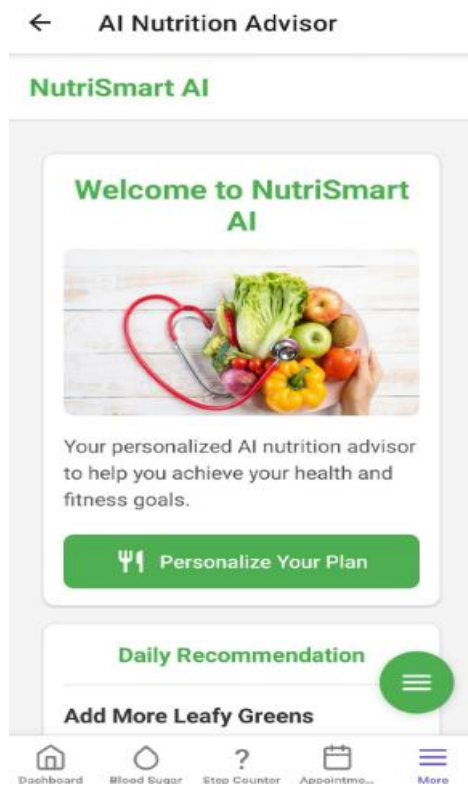 AI Nutrition Advisor
NutriSmart AI
Welcome to NutriSmart
AI
Your personalized AI nutrition advisor
to help you achieve your health and
fitness goals.
Personalize Your Plan
Daily Recommendation
Add More Leafy Greens
Dashboard Blood Sugar Step Counter Appointme... More